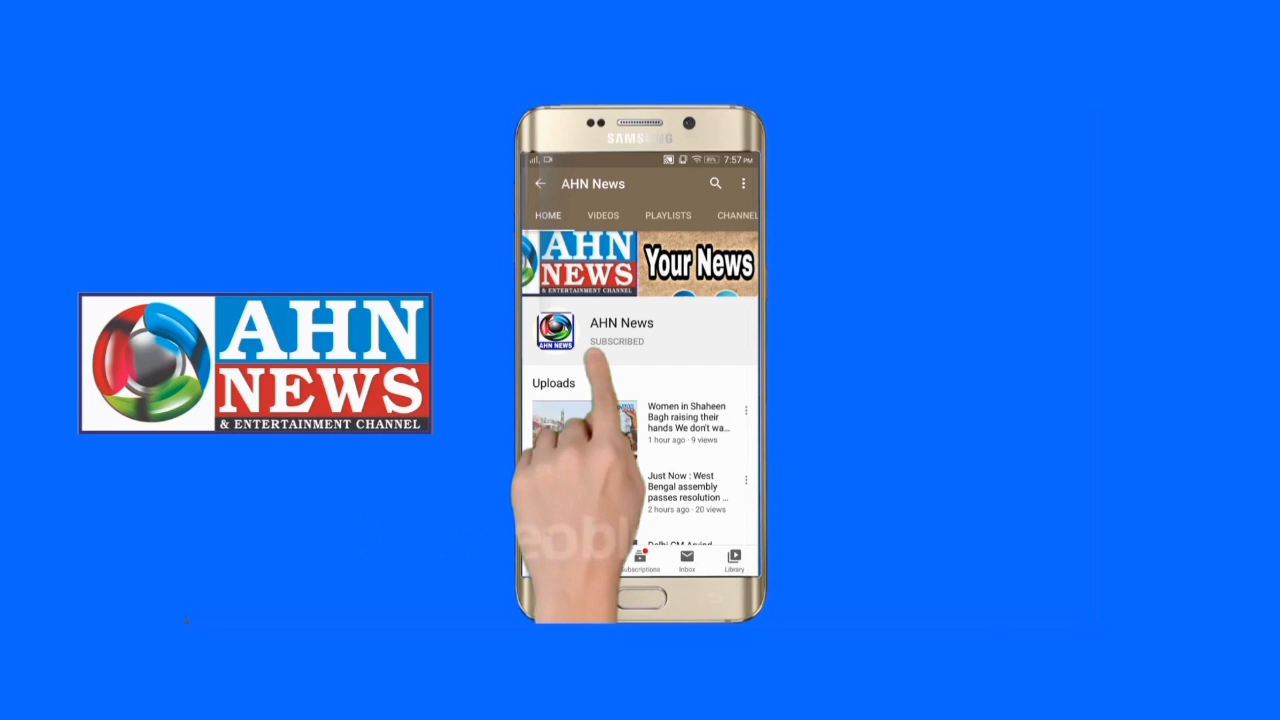 SAMSUNG
7:57 PM
AHN News
HOME VIDEOS PLAYLISTS CHANNEL
AHN
NEWS
& ENTERTAINMENT CHANNEL
Your News
AHN NEWS
AHN News
SUBSCRIBED
Uploads
Women in Shaheen
Bagh raising their
hands We don't wa...
1 hour ago · 9 views
Just Now : West
Bengal assembly
passes resolution ...
2 hours ago · 20 views
Subscriptions Inbox Library
AHN
NEWS
& ENTERTAINMENT CHANNEL